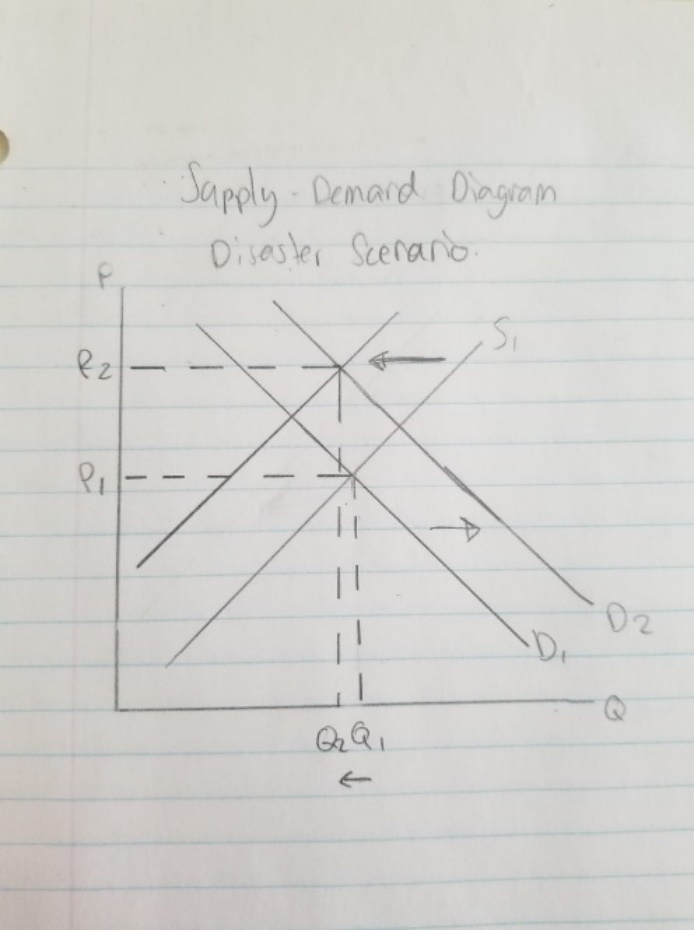 Supply - Demand Diagram
Disaster Scenario.
P
S1
P2
P1
D2
D1
Q
Q2 Q1